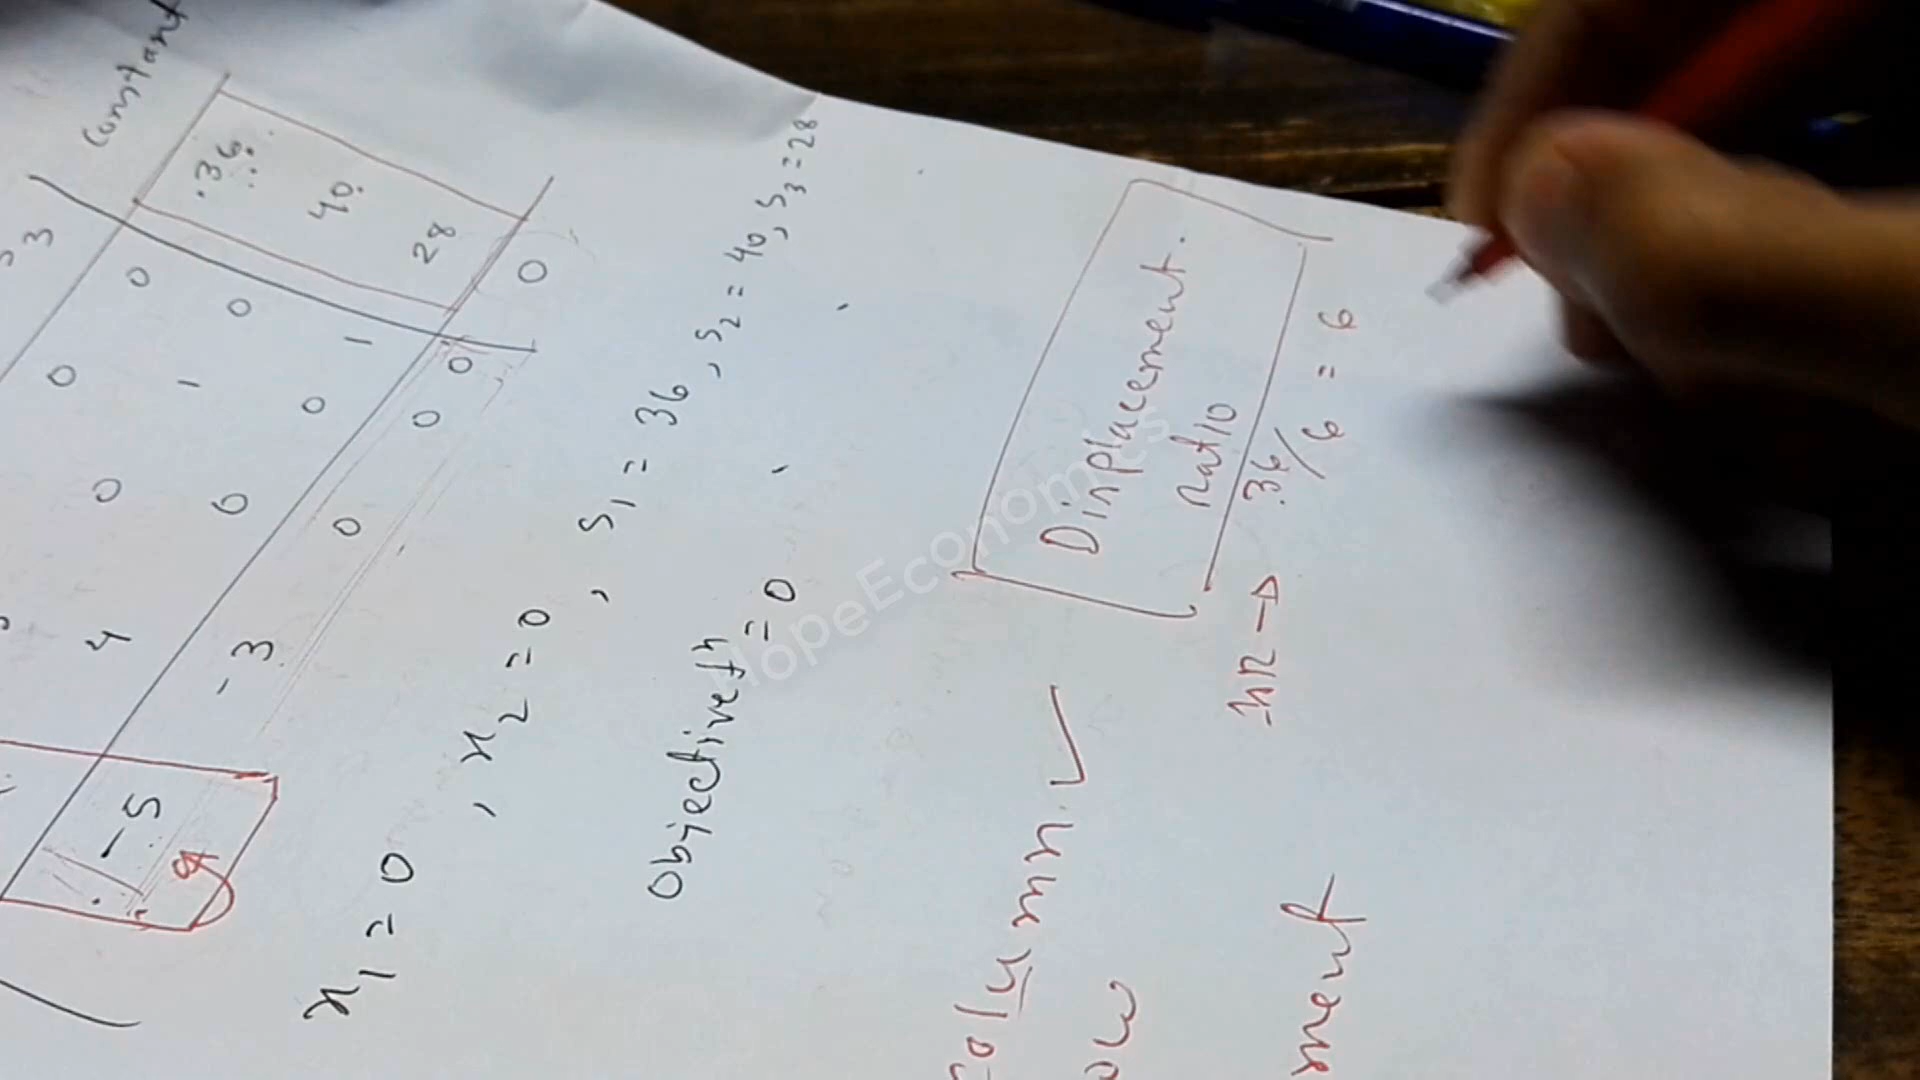 3 Constant
0 0 .36
0 1 0 40
4 0 0 1 28
-5 -3 0 0 0 0
x₁=0, x₂=0, s₁=36, s₂=40, s₃=28
objective fⁿ=0
HopeEconomics
Displacement
ratio
column ✓
36/6 = 6
ment